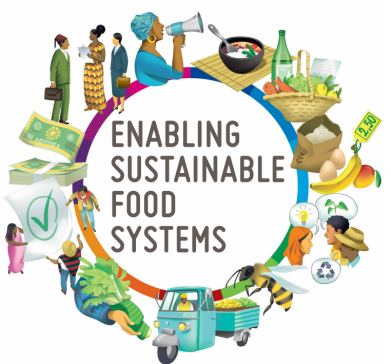 ENABLING
SUSTAINABLE
FOOD
SYSTEMS
2.50